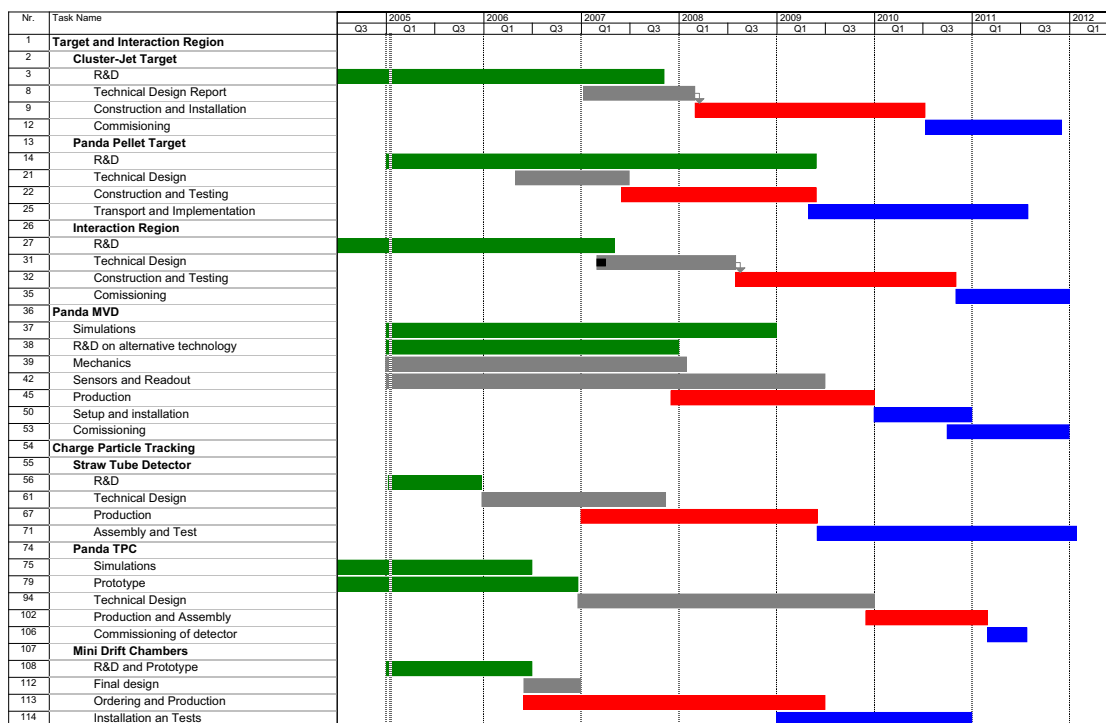 Nr. Task Name 2005 2006 2007 2008 2009 2010 2011 2012
Q3 Q1 Q3 Q1 Q3 Q1 Q3 Q1 Q3 Q1 Q3 Q1 Q3 Q1 Q3 Q1
1 Target and Interaction Region
2 Cluster-Jet Target
3 R&D
8 Technical Design Report
9 Construction and Installation
12 Commisioning
13 Panda Pellet Target
14 R&D
21 Technical Design
22 Construction and Testing
25 Transport and Implementation
26 Interaction Region
27 R&D
31 Technical Design
32 Construction and Testing
35 Comissioning
36 Panda MVD
37 Simulations
38 R&D on alternative technology
39 Mechanics
42 Sensors and Readout
45 Production
50 Setup and installation
53 Comissioning
54 Charge Particle Tracking
55 Straw Tube Detector
56 R&D
61 Technical Design
67 Production
71 Assembly and Test
74 Panda TPC
75 Simulations
79 Prototype
94 Technical Design
102 Production and Assembly
106 Commissioning of detector
107 Mini Drift Chambers
108 R&D and Prototype
112 Final design
113 Ordering and Production
114 Installation an Tests